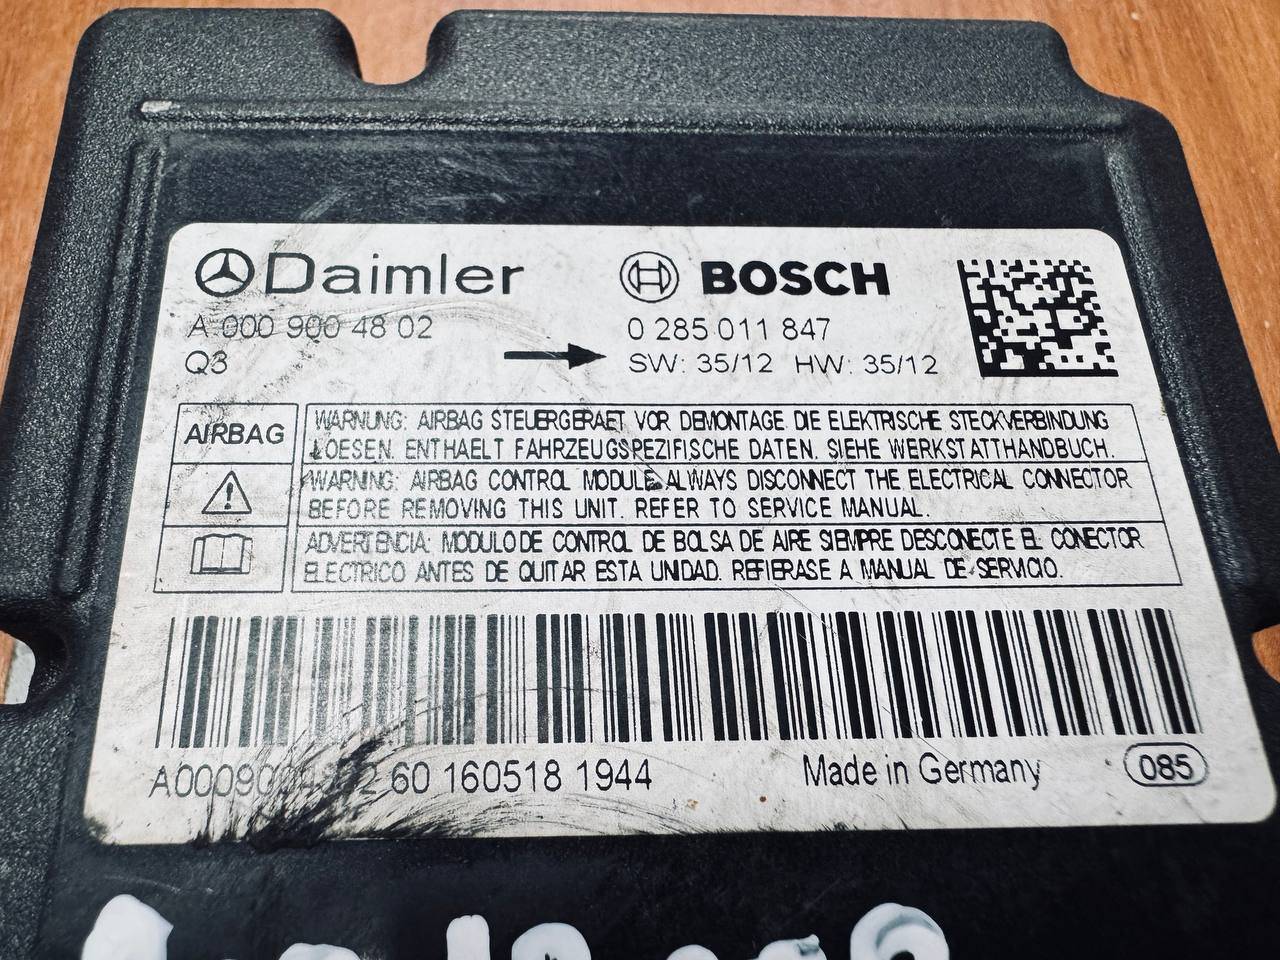 Daimler
BOSCH
A 000 900 48 02
0 285 011 847
Q3
SW: 35/12 HW: 35/12
AIRBAG
WARNUNG: AIRBAG STEUERGERAET VOR DEMONTAGE DIE ELEKTRISCHE STECKVERBINDUNG
LOESEN. ENTHAELT FAHRZEUGSPEZIFISCHE DATEN. SIEHE WERKSTATTHANDBUCH.
WARNING: AIRBAG CONTROL MODULE ALWAYS DISCONNECT THE ELECTRICAL CONNECTOR
BEFORE REMOVING THIS UNIT. REFER TO SERVICE MANUAL.
ADVERTENCIA: MODULO DE CONTROL DE BOLSA DE AIRE SIEMPRE DESCONECTE EL CONECTOR
ELECTRICO ANTES DE QUITAR ESTA UNIDAD. REFIERASE A MANUAL DE SERVICIO.
60 160518 1944
Made in Germany
085